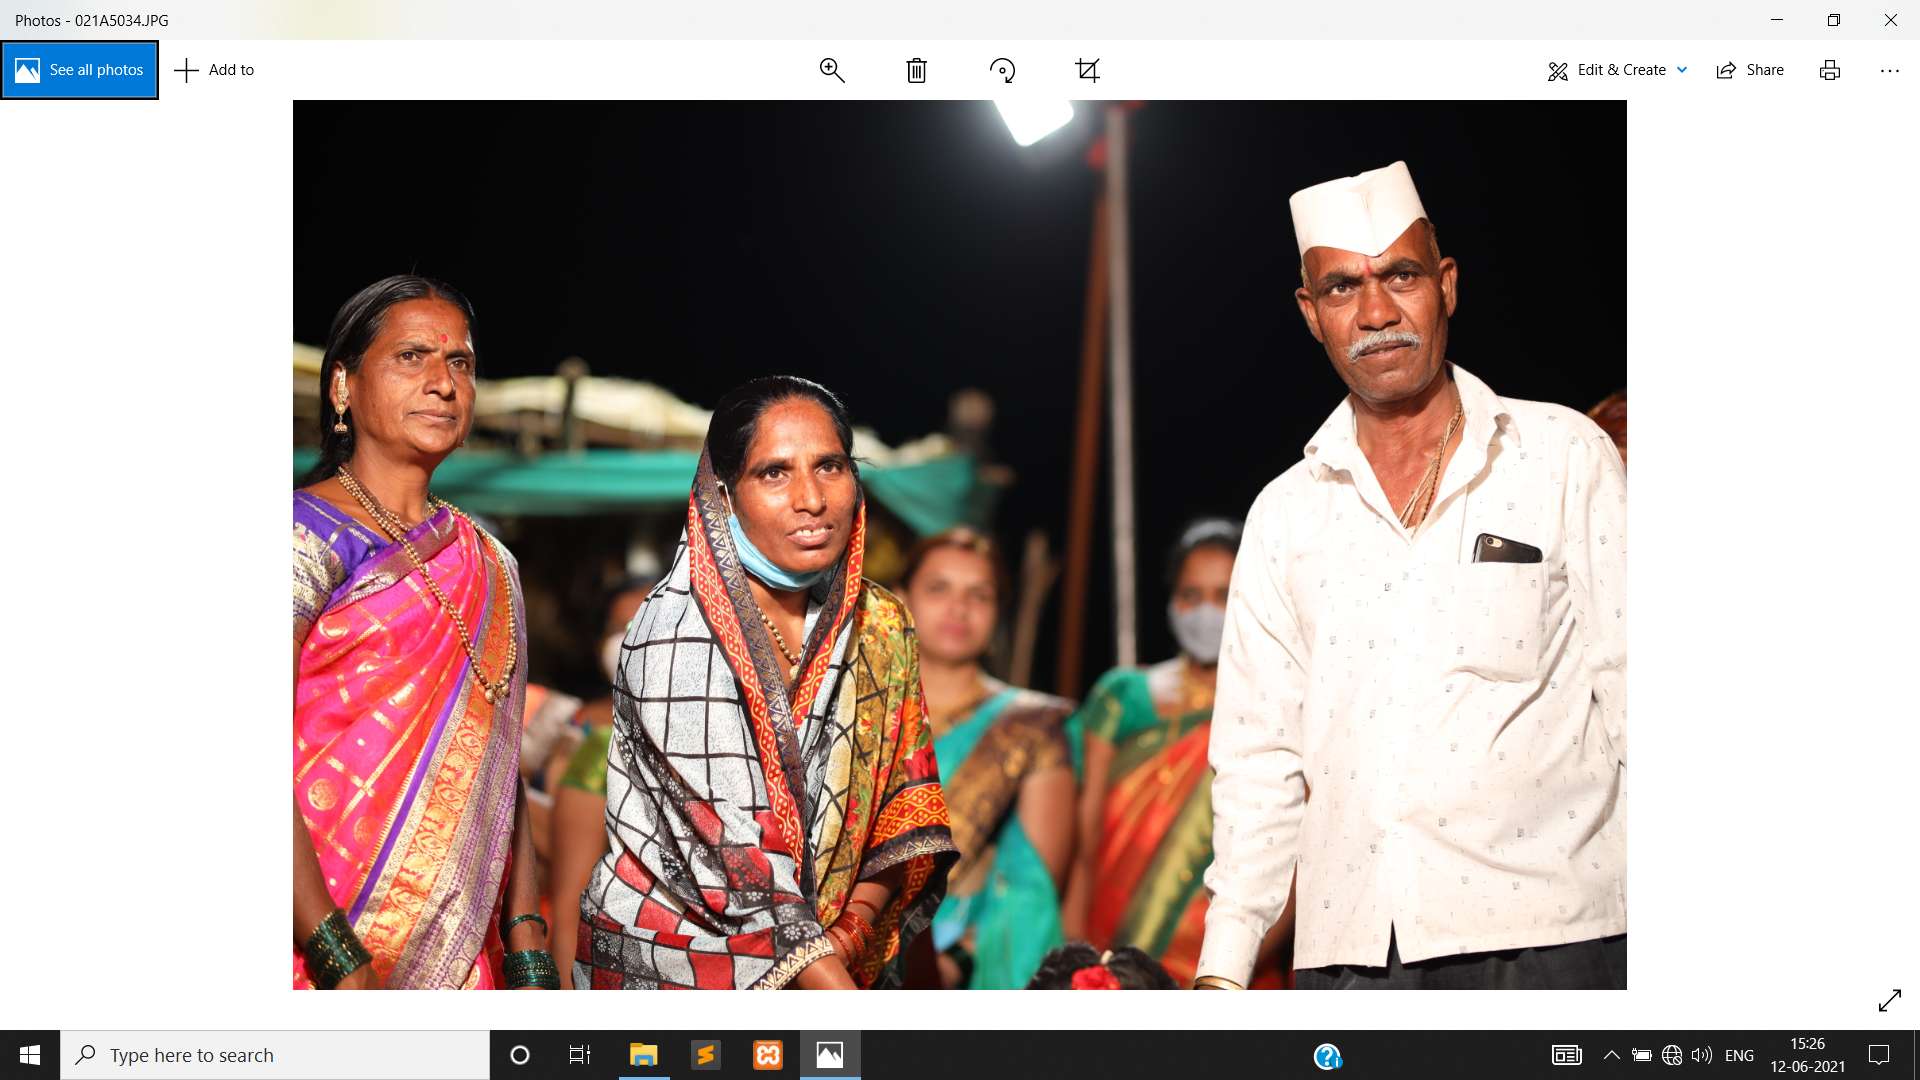 Photos - 021A5034.JPG
See all photos
Add to
Edit & Create
Share
Type here to search
ENG
15:26
12-06-2021